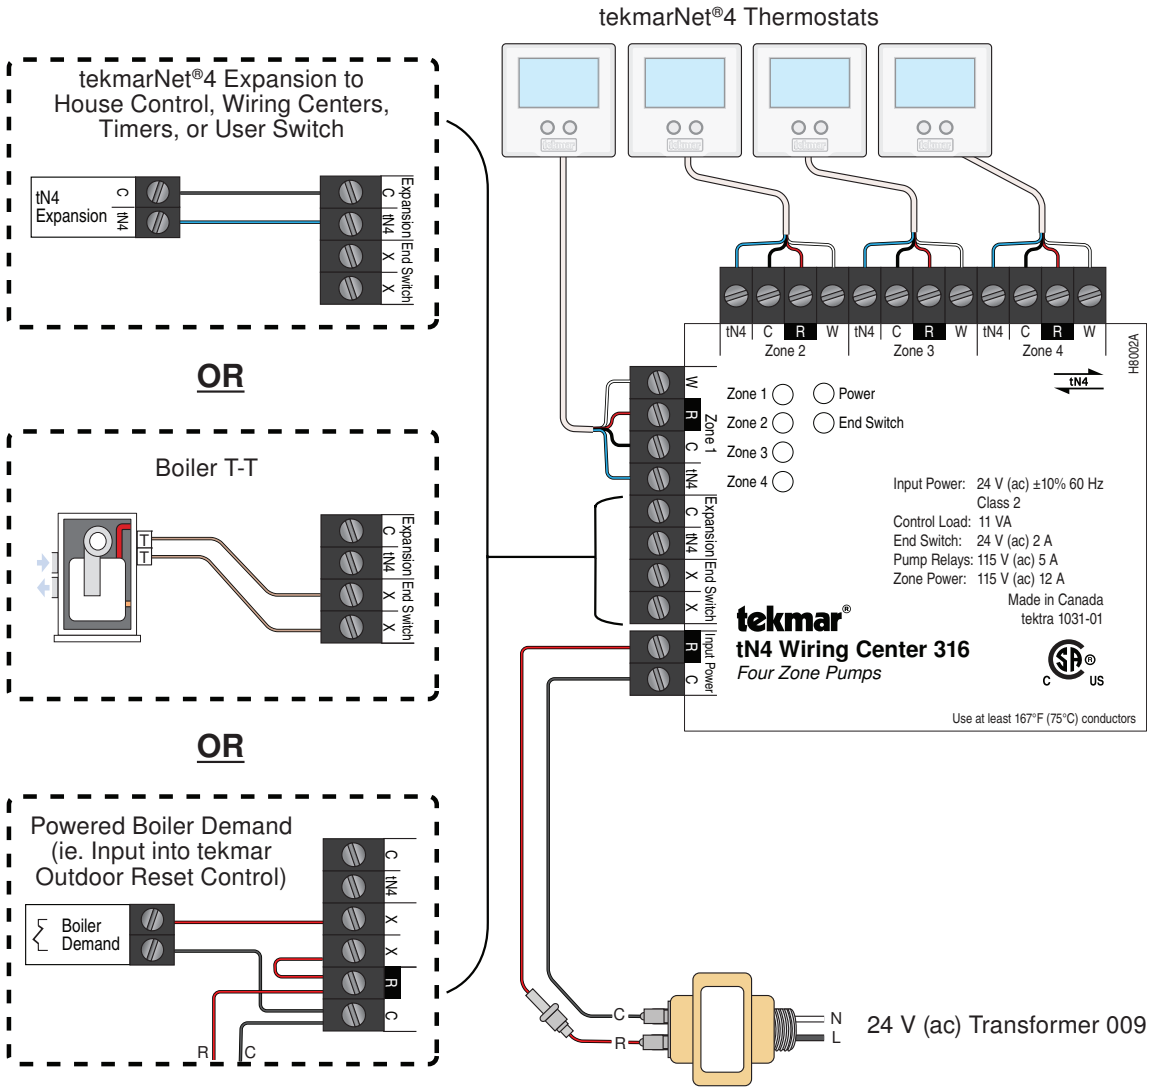 tekmarNet®4 Thermostats
tekmarNet®4 Expansion to
House Control, Wiring Centers,
Timers, or User Switch
tN4
Expansion
C
tN4
C
tN4
X
X
Expansion
End Switch
OR
Boiler T-T
T
T
C
tN4
X
X
Expansion
End Switch
OR
Powered Boiler Demand
(ie. Input into tekmar
Outdoor Reset Control)
Boiler
Demand
C
tN4
X
X
R
C
R
C
tekmar
tekmar
tekmar
tekmar
tN4 C R W tN4 C R W tN4 C R W
Zone 2 Zone 3 Zone 4
H8002A
tN4
W
R
C
tN4
Zone 1
C
tN4
Expansion
X
X
End Switch
R
C
Input Power
Zone 1
Zone 2
Zone 3
Zone 4
Power
End Switch
Input Power: 24 V (ac) ±10% 60 Hz
Class 2
Control Load: 11 VA
End Switch: 24 V (ac) 2 A
Pump Relays: 115 V (ac) 5 A
Zone Power: 115 V (ac) 12 A
Made in Canada
tektra 1031-01
tekmar®
tN4 Wiring Center 316
Four Zone Pumps
SA®
C US
Use at least 167°F (75°C) conductors
C
R
N
L
24 V (ac) Transformer 009